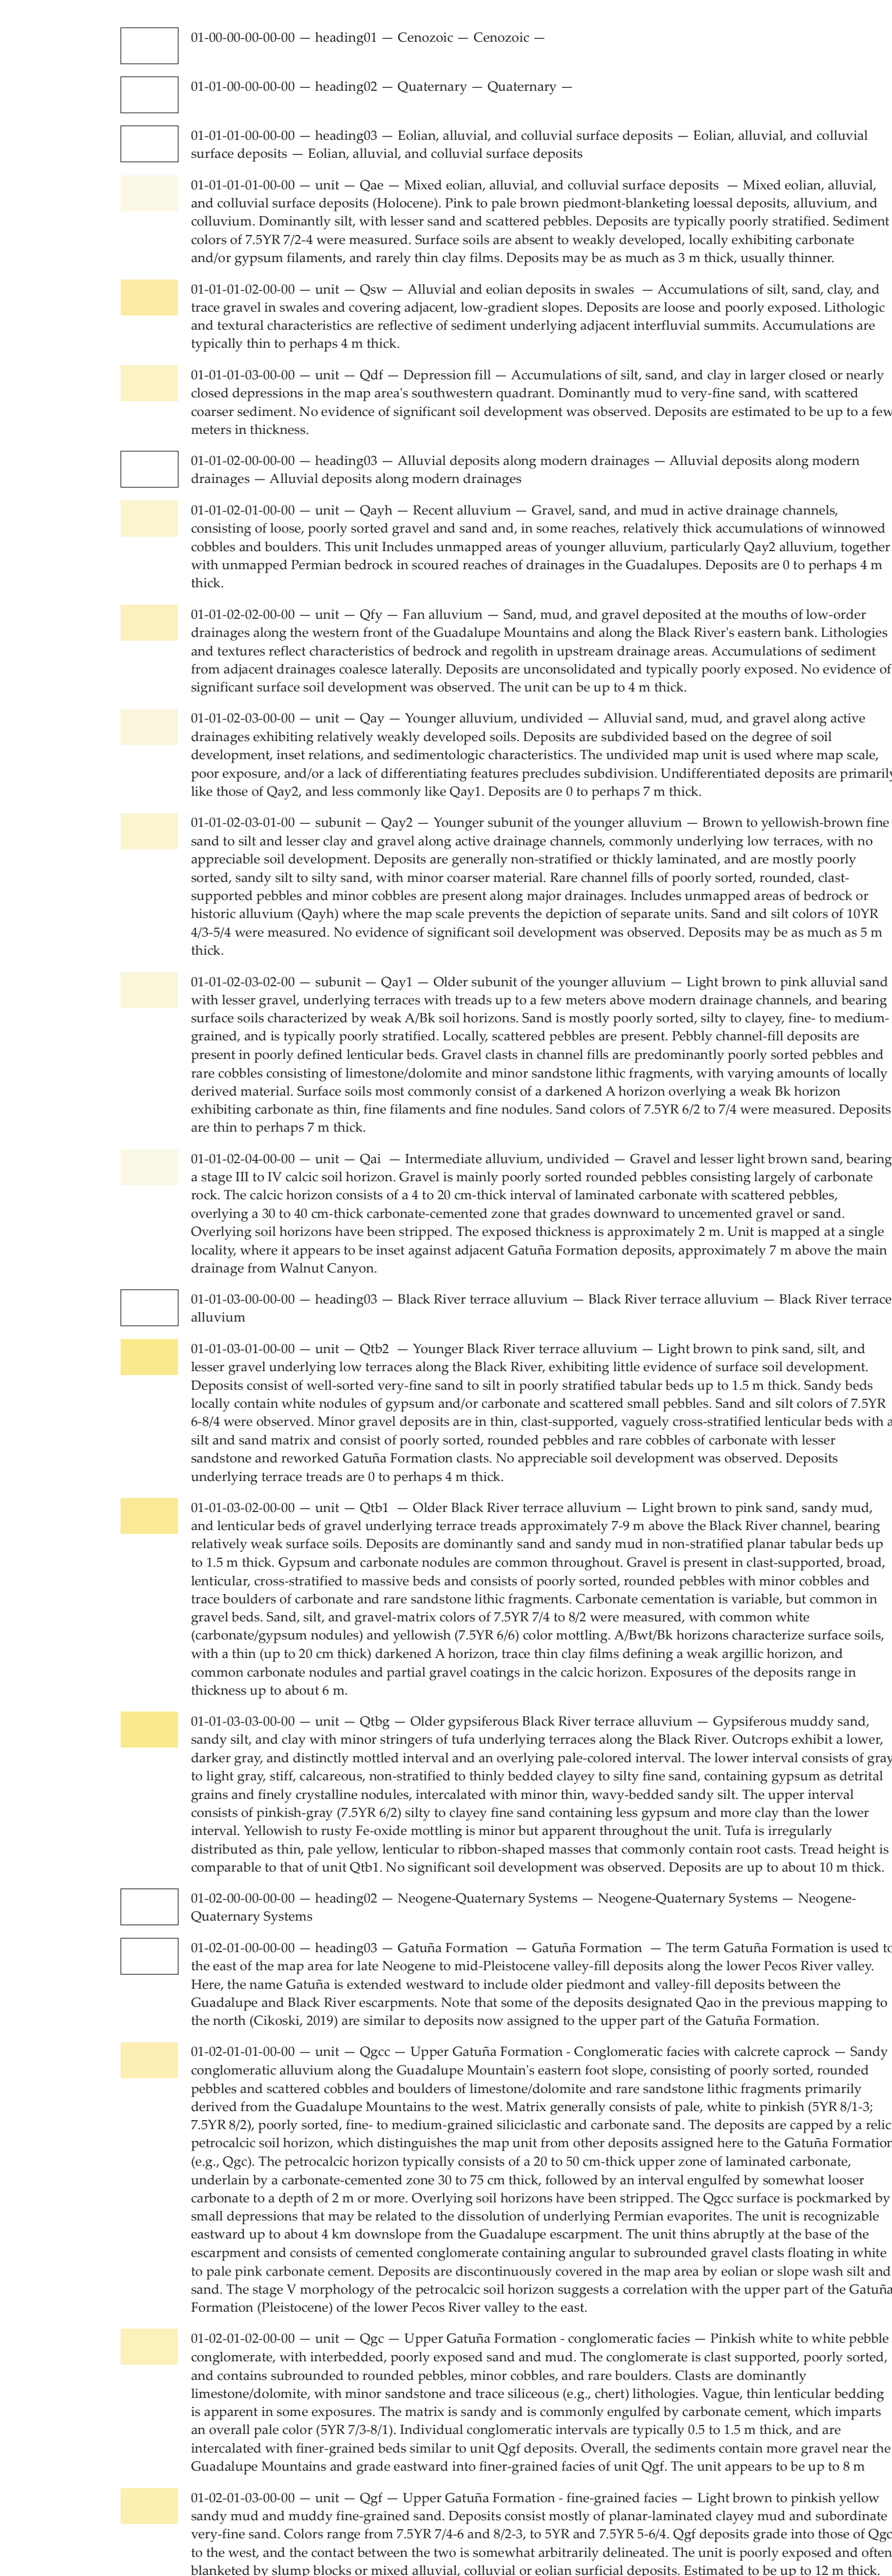 01-00-00-00-00-00 — heading01 — Cenozoic — Cenozoic —
01-01-00-00-00-00 — heading02 — Quaternary — Quaternary —
01-01-01-00-00-00 — heading03 — Eolian, alluvial, and colluvial surface deposits — Eolian, alluvial, and colluvial
surface deposits — Eolian, alluvial, and colluvial surface deposits
01-01-01-01-00-00 — unit — Qae — Mixed eolian, alluvial, and colluvial surface deposits — Mixed eolian, alluvial,
and colluvial surface deposits (Holocene). Pink to pale brown piedmont-blanketing loessal deposits, alluvium, and
colluvium. Dominantly silt, with lesser sand and scattered pebbles. Deposits are typically poorly stratified. Sediment
colors of 7.5YR 7/2-4 were measured. Surface soils are absent to weakly developed, locally exhibiting carbonate
and/or gypsum filaments, and rarely thin clay films. Deposits may be as much as 3 m thick, usually thinner.
01-01-01-02-00-00 — unit — Qsw — Alluvial and eolian deposits in swales — Accumulations of silt, sand, clay, and
trace gravel in swales and covering adjacent, low-gradient slopes. Deposits are loose and poorly exposed. Lithologic
and textural characteristics are reflective of sediment underlying adjacent interfluvial summits. Accumulations are
typically thin to perhaps 4 m thick.
01-01-01-03-00-00 — unit — Qdf — Depression fill — Accumulations of silt, sand, and clay in larger closed or nearly
closed depressions in the map area's southwestern quadrant. Dominantly mud to very-fine sand, with scattered
coarser sediment. No evidence of significant soil development was observed. Deposits are estimated to be up to a few
meters in thickness.
01-01-02-00-00-00 — heading03 — Alluvial deposits along modern drainages — Alluvial deposits along modern
drainages — Alluvial deposits along modern drainages
01-01-02-01-00-00 — unit — Qayh — Recent alluvium — Gravel, sand, and mud in active drainage channels,
consisting of loose, poorly sorted gravel and sand and, in some reaches, relatively thick accumulations of winnowed
cobbles and boulders. This unit Includes unmapped areas of younger alluvium, particularly Qay2 alluvium, together
with unmapped Permian bedrock in scoured reaches of drainages in the Guadalupes. Deposits are 0 to perhaps 4 m
thick.
01-01-02-02-00-00 — unit — Qfy — Fan alluvium — Sand, mud, and gravel deposited at the mouths of low-order
drainages along the western front of the Guadalupe Mountains and along the Black River's eastern bank. Lithologies
and textures reflect characteristics of bedrock and regolith in upstream drainage areas. Accumulations of sediment
from adjacent drainages coalesce laterally. Deposits are unconsolidated and typically poorly exposed. No evidence of
significant surface soil development was observed. The unit can be up to 4 m thick.
01-01-02-03-00-00 — unit — Qay — Younger alluvium, undivided — Alluvial sand, mud, and gravel along active
drainages exhibiting relatively weakly developed soils. Deposits are subdivided based on the degree of soil
development, inset relations, and sedimentologic characteristics. The undivided map unit is used where map scale,
poor exposure, and/or a lack of differentiating features precludes subdivision. Undifferentiated deposits are primarily
like those of Qay2, and less commonly like Qay1. Deposits are 0 to perhaps 7 m thick.
01-01-02-03-01-00 — subunit — Qay2 — Younger subunit of the younger alluvium — Brown to yellowish-brown fine
sand to silt and lesser clay and gravel along active drainage channels, commonly underlying low terraces, with no
appreciable soil development. Deposits are generally non-stratified or thickly laminated, and are mostly poorly
sorted, sandy silt to silty sand, with minor coarser material. Rare channel fills of poorly sorted, rounded, clast-
supported pebbles and minor cobbles are present along major drainages. Includes unmapped areas of bedrock or
historic alluvium (Qayh) where the map scale prevents the depiction of separate units. Sand and silt colors of 10YR
4/3-5/4 were measured. No evidence of significant soil development was observed. Deposits may be as much as 5 m
thick.
01-01-02-03-02-00 — subunit — Qay1 — Older subunit of the younger alluvium — Light brown to pink alluvial sand
with lesser gravel, underlying terraces with treads up to a few meters above modern drainage channels, and bearing
surface soils characterized by weak A/Bk soil horizons. Sand is mostly poorly sorted, silty to clayey, fine- to medium-
grained, and is typically poorly stratified. Locally, scattered pebbles are present. Pebbly channel-fill deposits are
present in poorly defined lenticular beds. Gravel clasts in channel fills are predominantly poorly sorted pebbles and
rare cobbles consisting of limestone/dolomite and minor sandstone lithic fragments, with varying amounts of locally
derived material. Surface soils most commonly consist of a darkened A horizon overlying a weak Bk horizon
exhibiting carbonate as thin, fine filaments and fine nodules. Sand colors of 7.5YR 6/2 to 7/4 were measured. Deposits
are thin to perhaps 7 m thick.
01-01-02-04-00-00 — unit — Qai — Intermediate alluvium, undivided — Gravel and lesser light brown sand, bearing
a stage III to IV calcic soil horizon. Gravel is mainly poorly sorted rounded pebbles consisting largely of carbonate
rock. The calcic horizon consists of a 4 to 20 cm-thick interval of laminated carbonate with scattered pebbles,
overlying a 30 to 40 cm-thick carbonate-cemented zone that grades downward to uncemented gravel or sand.
Overlying soil horizons have been stripped. The exposed thickness is approximately 2 m. Unit is mapped at a single
locality, where it appears to be inset against adjacent Gatuña Formation deposits, approximately 7 m above the main
drainage from Walnut Canyon.
01-01-03-00-00-00 — heading03 — Black River terrace alluvium — Black River terrace alluvium — Black River terrace
alluvium
01-01-03-01-00-00 — unit — Qtb2 — Younger Black River terrace alluvium — Light brown to pink sand, silt, and
lesser gravel underlying low terraces along the Black River, exhibiting little evidence of surface soil development.
Deposits consist of well-sorted very-fine sand to silt in poorly stratified tabular beds up to 1.5 m thick. Sandy beds
locally contain white nodules of gypsum and/or carbonate and scattered small pebbles. Sand and silt colors of 7.5YR
6-8/4 were observed. Minor gravel deposits are in thin, clast-supported, vaguely cross-stratified lenticular beds with a
silt and sand matrix and consist of poorly sorted, rounded pebbles and rare cobbles of carbonate with lesser
sandstone and reworked Gatuña Formation clasts. No appreciable soil development was observed. Deposits
underlying terrace treads are 0 to perhaps 4 m thick.
01-01-03-02-00-00 — unit — Qtb1 — Older Black River terrace alluvium — Light brown to pink sand, sandy mud,
and lenticular beds of gravel underlying terrace treads approximately 7-9 m above the Black River channel, bearing
relatively weak surface soils. Deposits are dominantly sand and sandy mud in non-stratified planar tabular beds up
to 1.5 m thick. Gypsum and carbonate nodules are common throughout. Gravel is present in clast-supported, broad,
lenticular, cross-stratified to massive beds and consists of poorly sorted, rounded pebbles with minor cobbles and
trace boulders of carbonate and rare sandstone lithic fragments. Carbonate cementation is variable, but common in
gravel beds. Sand, silt, and gravel-matrix colors of 7.5YR 7/4 to 8/2 were measured, with common white
(carbonate/gypsum nodules) and yellowish (7.5YR 6/6) color mottling. A/Bwt/Bk horizons characterize surface soils,
with a thin (up to 20 cm thick) darkened A horizon, trace thin clay films defining a weak argillic horizon, and
common carbonate nodules and partial gravel coatings in the calcic horizon. Exposures of the deposits range in
thickness up to about 6 m.
01-01-03-03-00-00 — unit — Qtbg — Older gypsiferous Black River terrace alluvium — Gypsiferous muddy sand,
sandy silt, and clay with minor stringers of tufa underlying terraces along the Black River. Outcrops exhibit a lower,
darker gray, and distinctly mottled interval and an overlying pale-colored interval. The lower interval consists of gray
to light gray, stiff, calcareous, non-stratified to thinly bedded clayey to silty fine sand, containing gypsum as detrital
grains and finely crystalline nodules, intercalated with minor thin, wavy-bedded sandy silt. The upper interval
consists of pinkish-gray (7.5YR 6/2) silty to clayey fine sand containing less gypsum and more clay than the lower
interval. Yellowish to rusty Fe-oxide mottling is minor but apparent throughout the unit. Tufa is irregularly
distributed as thin, pale yellow, lenticular to ribbon-shaped masses that commonly contain root casts. Tread height is
comparable to that of unit Qtb1. No significant soil development was observed. Deposits are up to about 10 m thick.
01-02-00-00-00-00 — heading02 — Neogene-Quaternary Systems — Neogene-Quaternary Systems — Neogene-
Quaternary Systems
01-02-01-00-00-00 — heading03 — Gatuña Formation — Gatuña Formation — The term Gatuña Formation is used to
the east of the map area for late Neogene to mid-Pleistocene valley-fill deposits along the lower Pecos River valley.
Here, the name Gatuña is extended westward to include older piedmont and valley-fill deposits between the
Guadalupe and Black River escarpments. Note that some of the deposits designated Qao in the previous mapping to
the north (Cikoski, 2019) are similar to deposits now assigned to the upper part of the Gatuña Formation.
01-02-01-01-00-00 — unit — Qgcc — Upper Gatuña Formation - Conglomeratic facies with calcrete caprock — Sandy
conglomeratic alluvium along the Guadalupe Mountain's eastern foot slope, consisting of poorly sorted, rounded
pebbles and scattered cobbles and boulders of limestone/dolomite and rare sandstone lithic fragments primarily
derived from the Guadalupe Mountains to the west. Matrix generally consists of pale, white to pinkish (5YR 8/1-3;
7.5YR 8/2), poorly sorted, fine- to medium-grained siliciclastic and carbonate sand. The deposits are capped by a relic
petrocalcic soil horizon, which distinguishes the map unit from other deposits assigned here to the Gatuña Formation
(e.g., Qgc). The petrocalcic horizon typically consists of a 20 to 50 cm-thick upper zone of laminated carbonate,
underlain by a carbonate-cemented zone 30 to 75 cm thick, followed by an interval engulfed by somewhat looser
carbonate to a depth of 2 m or more. Overlying soil horizons have been stripped. The Qgcc surface is pockmarked by
small depressions that may be related to the dissolution of underlying Permian evaporites. The unit is recognizable
eastward up to about 4 km downslope from the Guadalupe escarpment. The unit thins abruptly at the base of the
escarpment and consists of cemented conglomerate containing angular to subrounded gravel clasts floating in white
to pale pink carbonate cement. Deposits are discontinuously covered in the map area by eolian or slope wash silt and
sand. The stage V morphology of the petrocalcic soil horizon suggests a correlation with the upper part of the Gatuña
Formation (Pleistocene) of the lower Pecos River valley to the east.
01-02-01-02-00-00 — unit — Qgc — Upper Gatuña Formation - conglomeratic facies — Pinkish white to white pebble
conglomerate, with interbedded, poorly exposed sand and mud. The conglomerate is clast supported, poorly sorted,
and contains subrounded to rounded pebbles, minor cobbles, and rare boulders. Clasts are dominantly
limestone/dolomite, with minor sandstone and trace siliceous (e.g., chert) lithologies. Vague, thin lenticular bedding
is apparent in some exposures. The matrix is sandy and is commonly engulfed by carbonate cement, which imparts
an overall pale color (5YR 7/3-8/1). Individual conglomeratic intervals are typically 0.5 to 1.5 m thick, and are
intercalated with finer-grained beds similar to unit Qgf deposits. Overall, the sediments contain more gravel near the
Guadalupe Mountains and grade eastward into finer-grained facies of unit Qgf. The unit appears to be up to 8 m
01-02-01-03-00-00 — unit — Qgf — Upper Gatuña Formation - fine-grained facies — Light brown to pinkish yellow
sandy mud and muddy fine-grained sand. Deposits consist mostly of planar-laminated clayey mud and subordinate
very-fine sand. Colors range from 7.5YR 7/4-6 and 8/2-3, to 5YR and 7.5YR 5-6/4. Qgf deposits grade into those of Qgc
to the west, and the contact between the two is somewhat arbitrarily delineated. The unit is poorly exposed and often
blanketed by slump blocks or mixed alluvial, colluvial or eolian surficial deposits. Estimated to be up to 12 m thick.